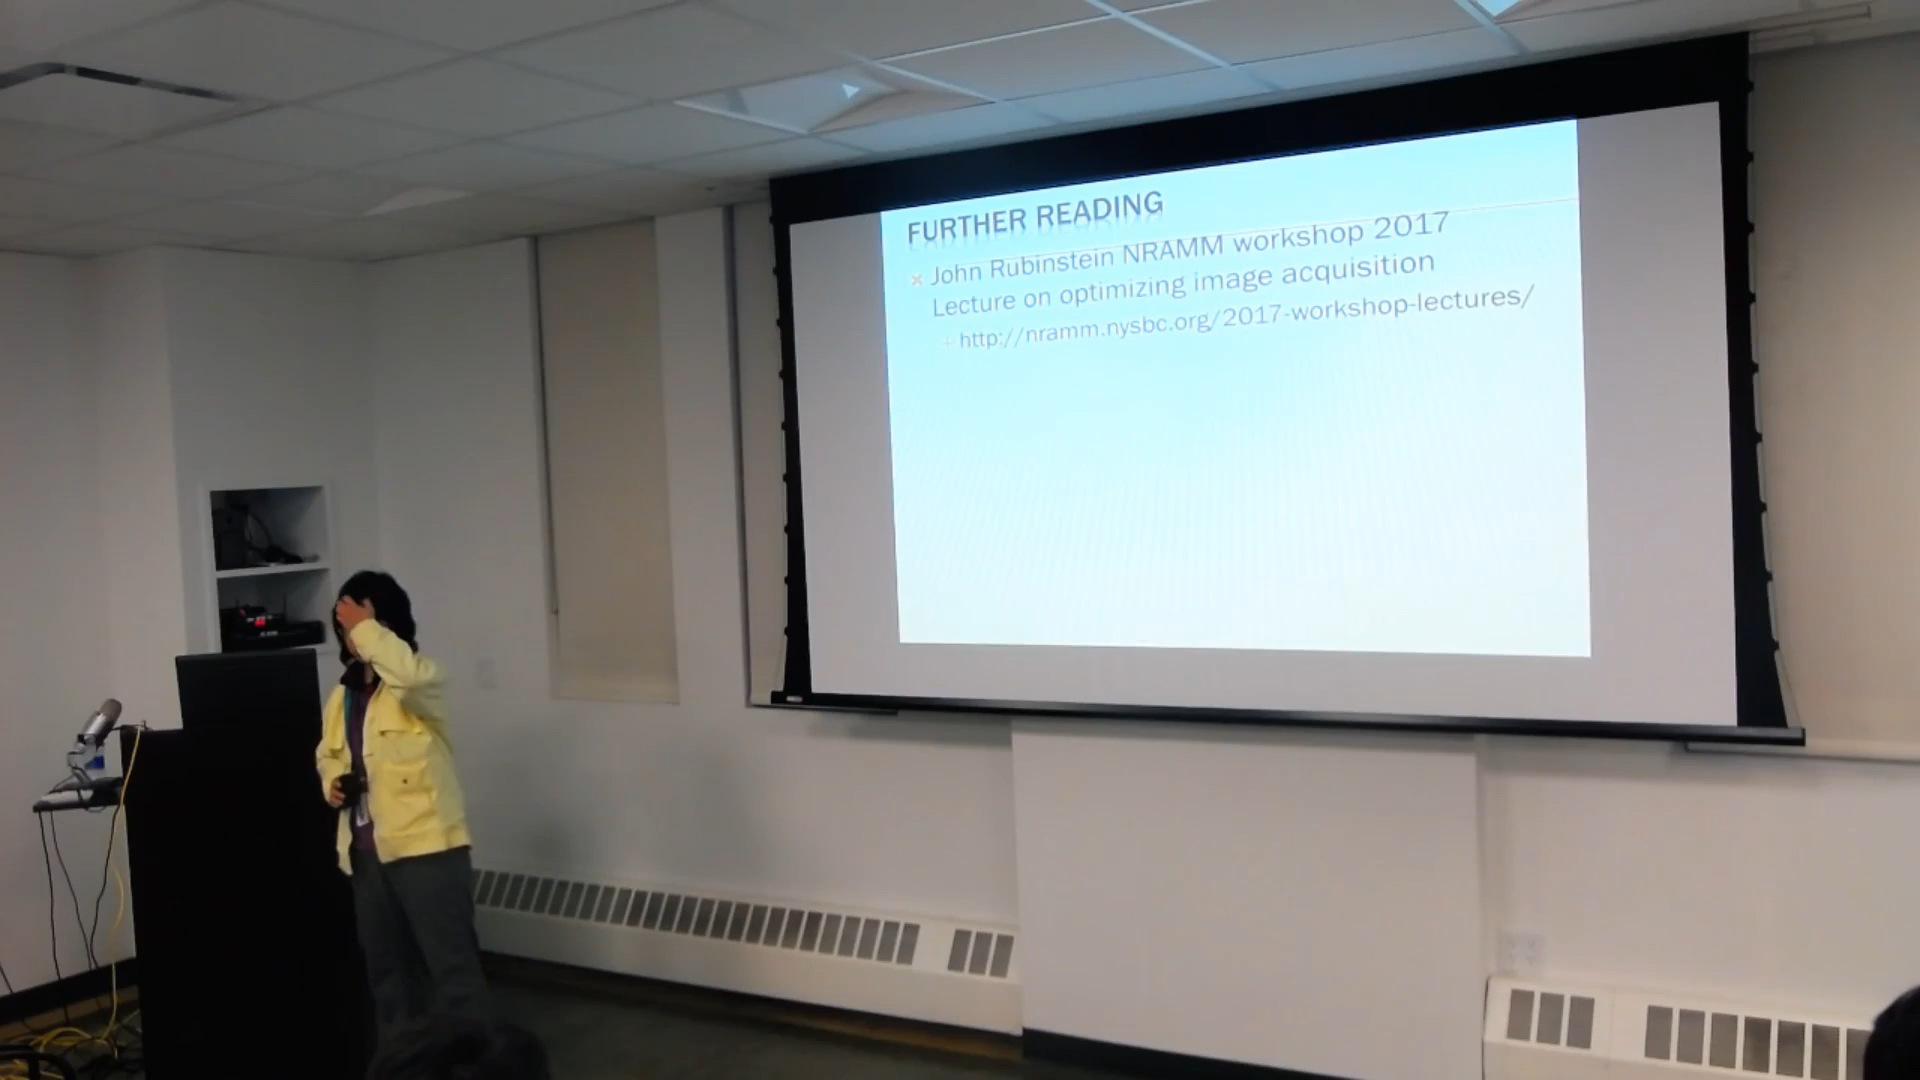 FURTHER READING
John Rubinstein NRAMM workshop 2017
Lecture on optimizing image acquisition
http://nramm.nysbc.org/2017-workshop-lectures/